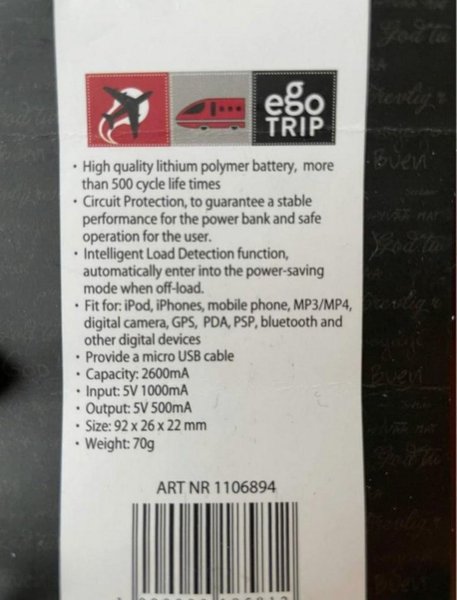 ego
TRIP
• High quality lithium polymer battery, more
than 500 cycle life times
• Circuit Protection, to guarantee a stable
performance for the power bank and safe
operation for the user.
• Intelligent Load Detection function,
automatically enter into the power-saving
mode when off-load.
• Fit for: iPod, iPhones, mobile phone, MP3/MP4,
digital camera, GPS, PDA, PSP, bluetooth and
other digital devices
• Provide a micro USB cable
• Capacity: 2600mA
• Input: 5V 1000mA
• Output: 5V 500mA
• Size: 92 x 26 x 22 mm
• Weight: 70g
ART NR 1106894